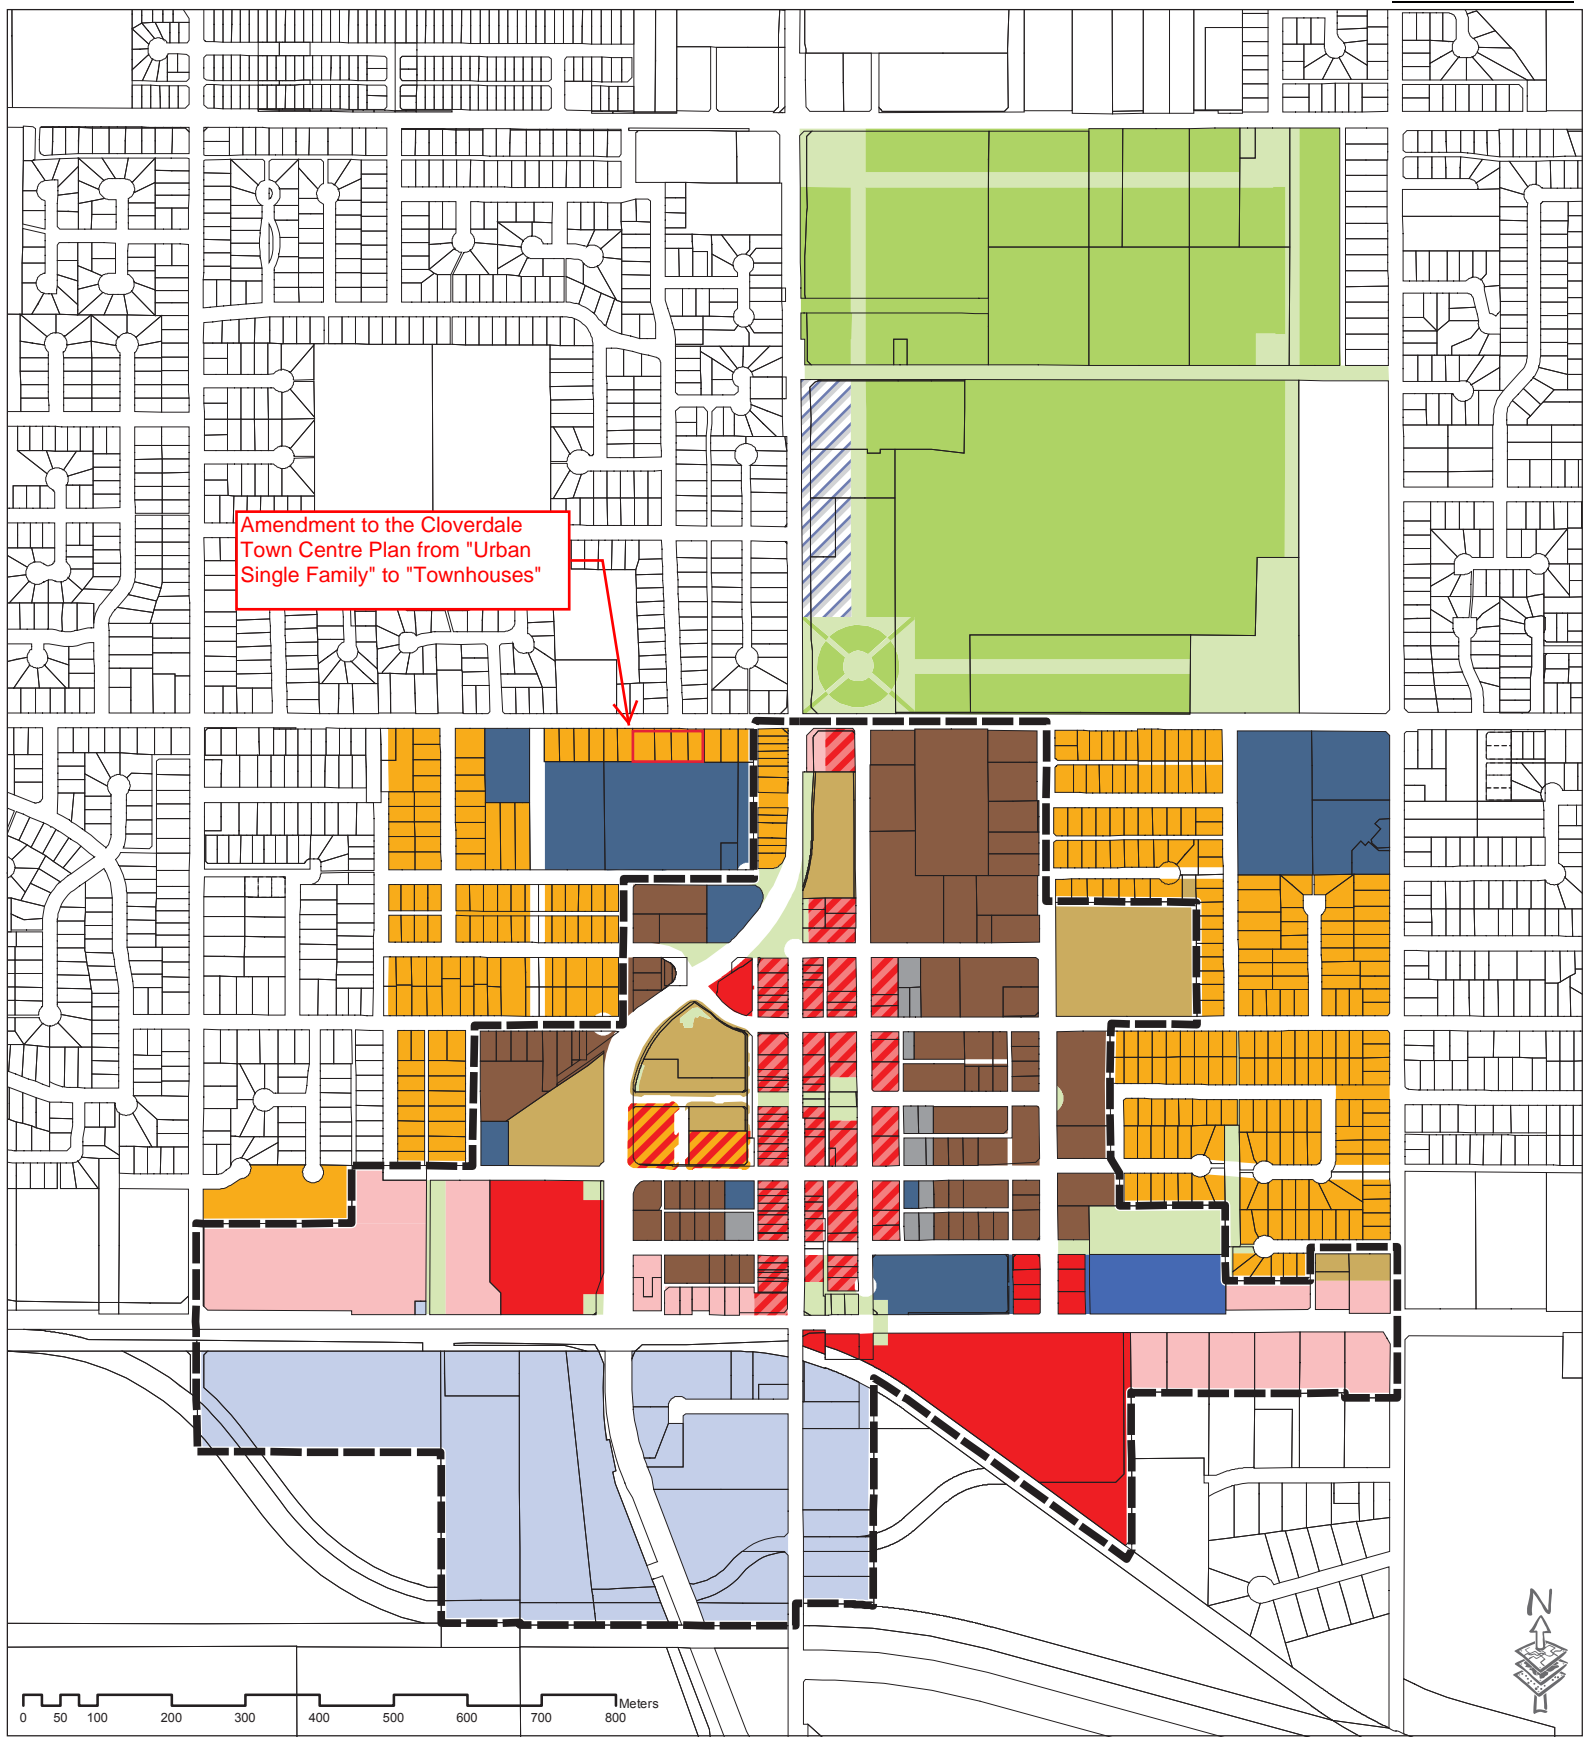 Amendment to the Cloverdale
Town Centre Plan from "Urban
Single Family" to "Townhouses"
N
Meters
0 50 100 200 300 400 500 600 700 800